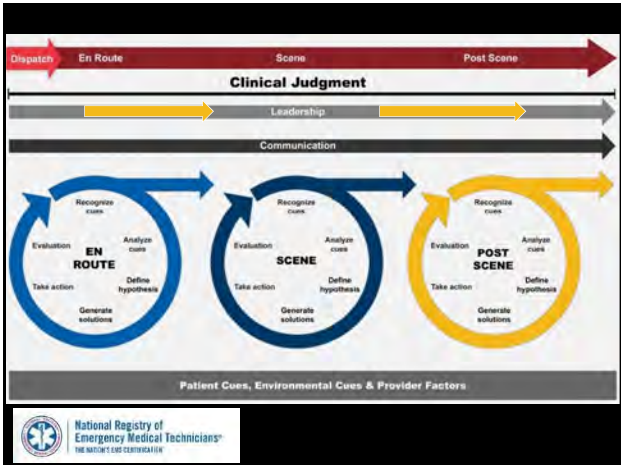 Dispatch En Route Scene Post Scene
Clinical Judgment
Leadership
Communication
Recognize
cues
Analyze
cues
Define
hypothesis
Generate
solutions
Take action
Evaluation
EN
ROUTE
Recognize
cues
Analyze
cues
Define
hypothesis
Generate
solutions
Take action
Evaluation
SCENE
Recognize
cues
Analyze
cues
Define
hypothesis
Generate
solutions
Take action
Evaluation
POST
SCENE
Patient Cues, Environmental Cues & Provider Factors
National Registry of
Emergency Medical Technicians®
THE NATION'S EMS CERTIFICATION